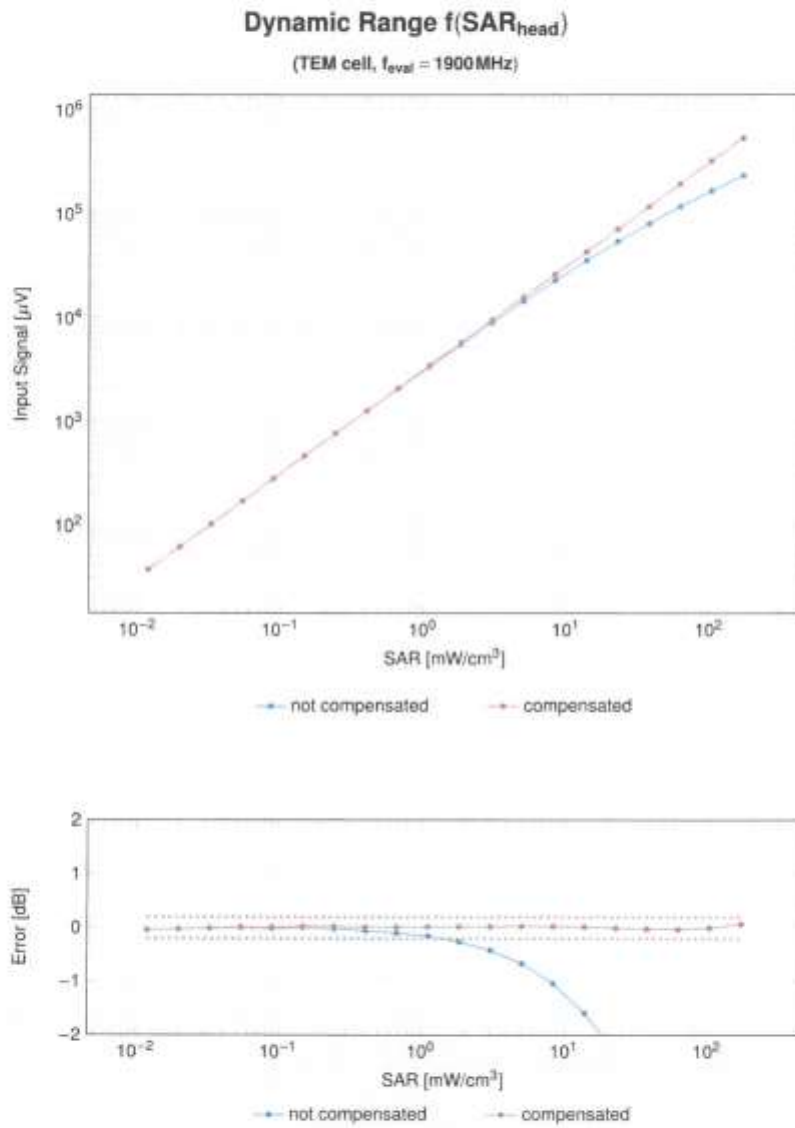 Dynamic Range f(SAR_head)
(TEM cell, f_eval = 1900 MHz)
10⁶
10⁵
10⁴
10³
10²
Input Signal [µV]
10⁻² 10⁻¹ 10⁰ 10¹ 10²
SAR [mW/cm³]
not compensated compensated
2
1
0
−1
−2
Error [dB]
10⁻² 10⁻¹ 10⁰ 10¹ 10²
SAR [mW/cm³]
not compensated compensated